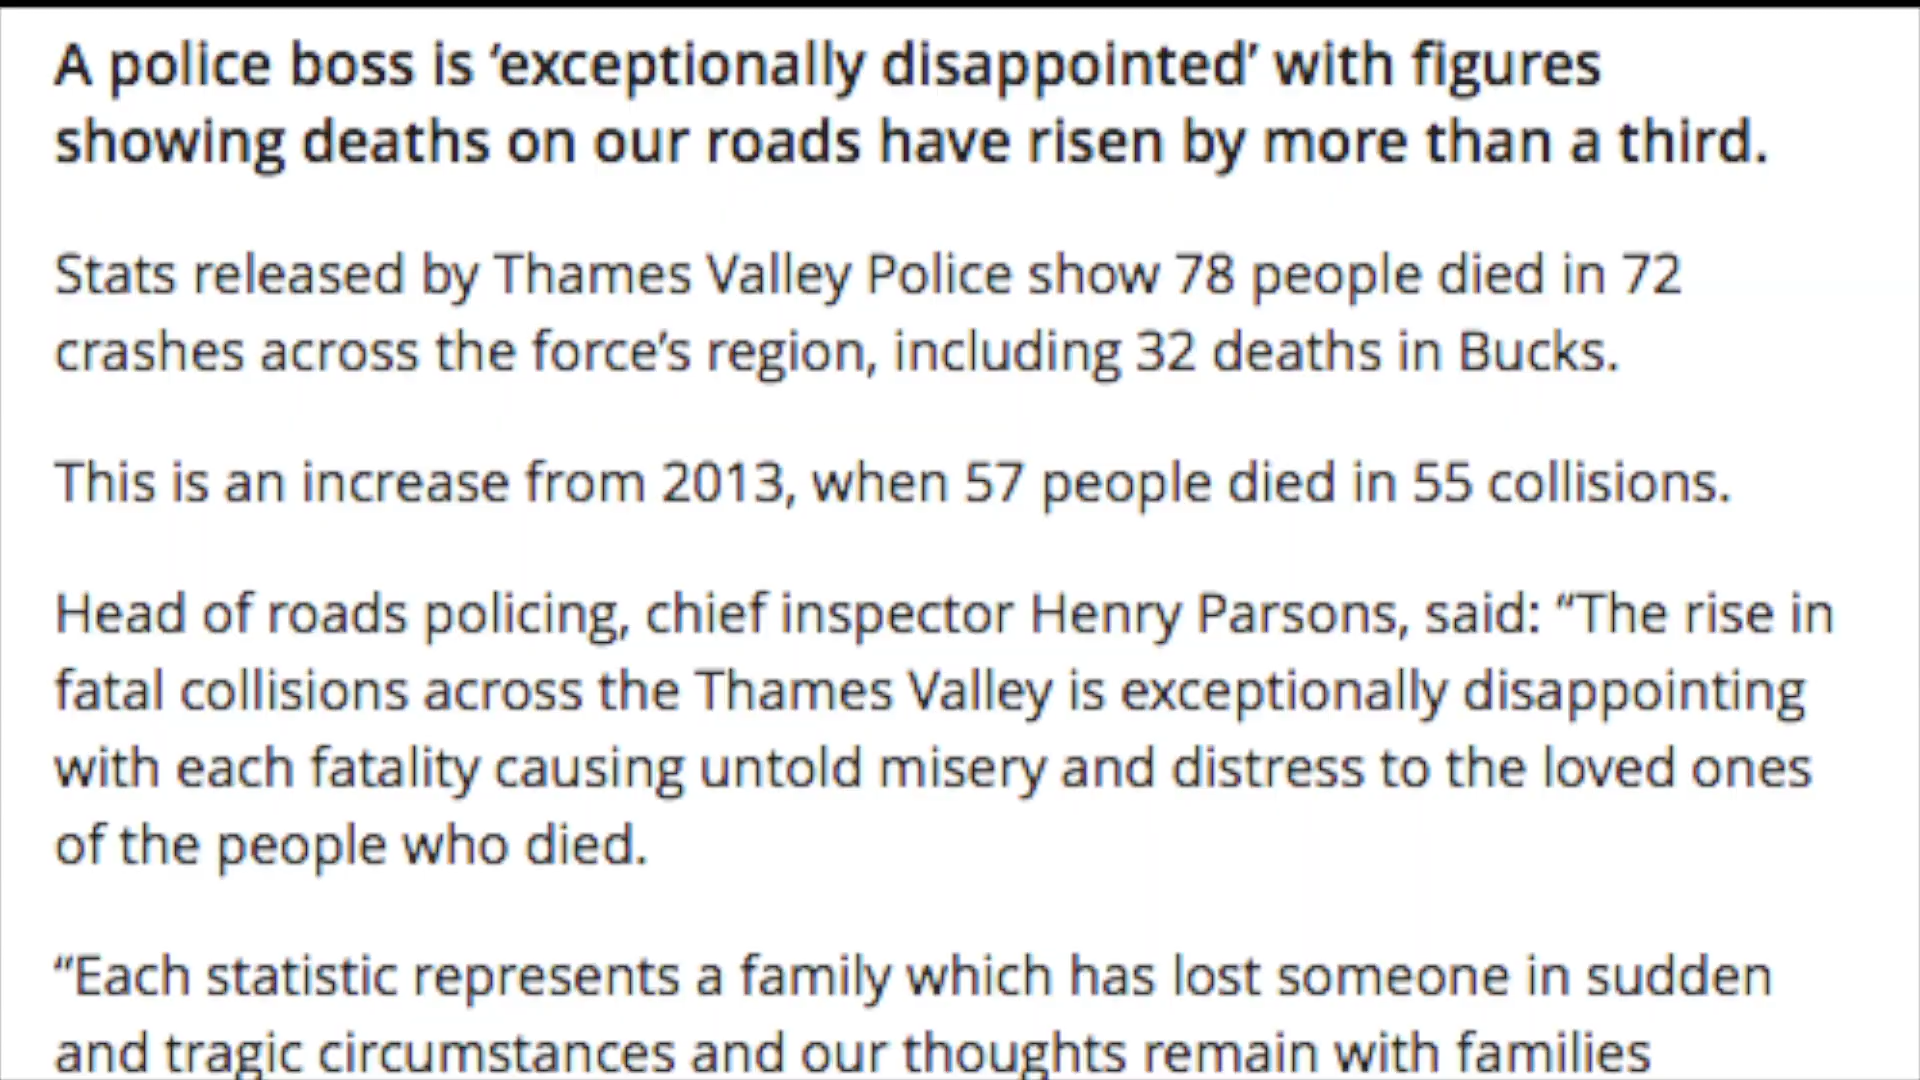 A police boss is ‘exceptionally disappointed’ with figures
showing deaths on our roads have risen by more than a third.
Stats released by Thames Valley Police show 78 people died in 72
crashes across the force’s region, including 32 deaths in Bucks.
This is an increase from 2013, when 57 people died in 55 collisions.
Head of roads policing, chief inspector Henry Parsons, said: “The rise in
fatal collisions across the Thames Valley is exceptionally disappointing
with each fatality causing untold misery and distress to the loved ones
of the people who died.
“Each statistic represents a family which has lost someone in sudden
and tragic circumstances and our thoughts remain with families